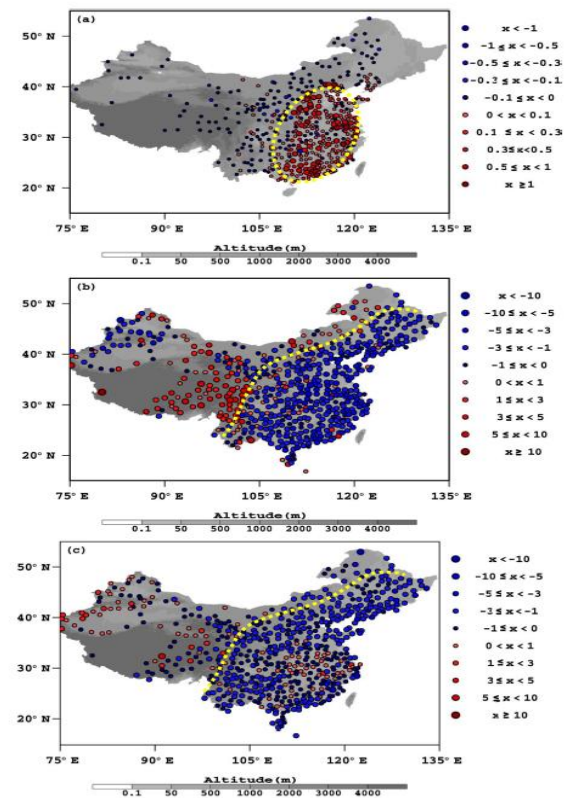 (a)
50° N
40° N
30° N
20° N
75° E 90° E 105° E 120° E 135° E
x < -1
-1 ≤ x < -0.5
-0.5 ≤ x < -0.3
-0.3 ≤ x < -0.1
-0.1 ≤ x < 0
0 < x < 0.1
0.1 ≤ x < 0.3
0.3≤x<0.5
0.5 ≤ x < 1
x ≥1
Altitude(m)
0.1 50 500 1000 2000 3000 4000
(b)
50° N
40° N
30° N
20° N
75° E 90° E 105° E 120° E 135° E
x < -10
-10 ≤ x < -5
-5 ≤ x < -3
-3 ≤ x < -1
-1 ≤ x < 0
0 < x < 1
1 ≤ x < 3
3 ≤ x < 5
5 ≤ x < 10
x ≥ 10
Altitude(m)
0.1 50 500 1000 2000 3000 4000
(c)
50° N
40° N
30° N
20° N
75° E 90° E 105° E 120° E 135° E
x < -10
-10 ≤ x < -5
-5 ≤ x < -3
-3 ≤ x < -1
-1 ≤ x < 0
0 < x < 1
1 ≤ x < 3
3 ≤ x < 5
5 ≤ x < 10
x ≥ 10
Altitude(m)
0.1 50 500 1000 2000 3000 4000